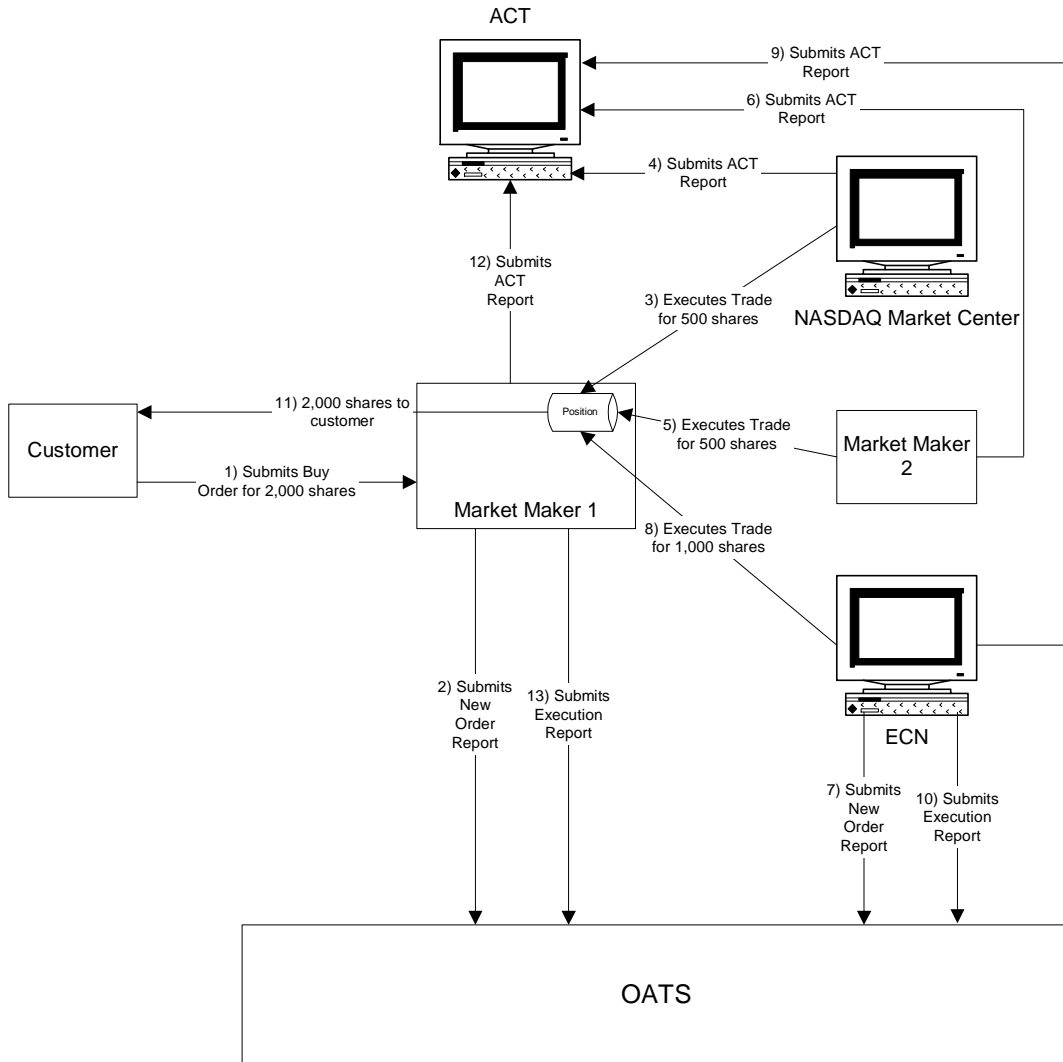 ACT
9) Submits ACT
Report
6) Submits ACT
Report
4) Submits ACT
Report
12) Submits
ACT
Report
3) Executes Trade
for 500 shares
NASDAQ Market Center
11) 2,000 shares to
customer
Position
5) Executes Trade
for 500 shares
Market Maker
2
Customer
1) Submits Buy
Order for 2,000 shares
Market Maker 1
8) Executes Trade
for 1,000 shares
2) Submits
New
Order
Report
13) Submits
Execution
Report
ECN
7) Submits
New
Order
Report
10) Submits
Execution
Report
OATS